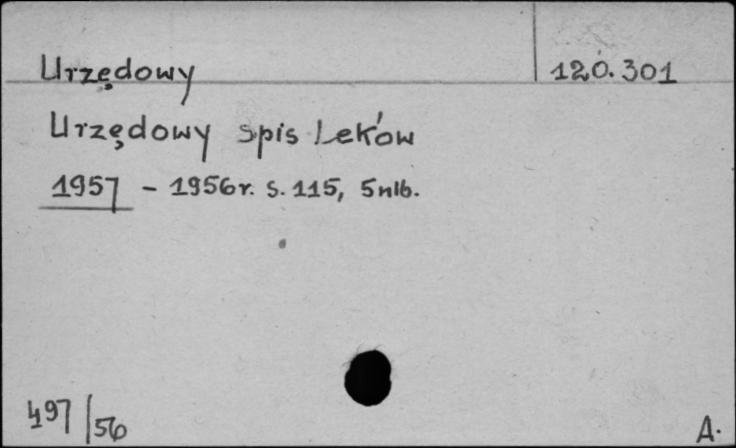 Urzędowy 120.301
Urzędowy spis Leków
1957 - 1956r. S. 115, 5nlb.
497/56 A.